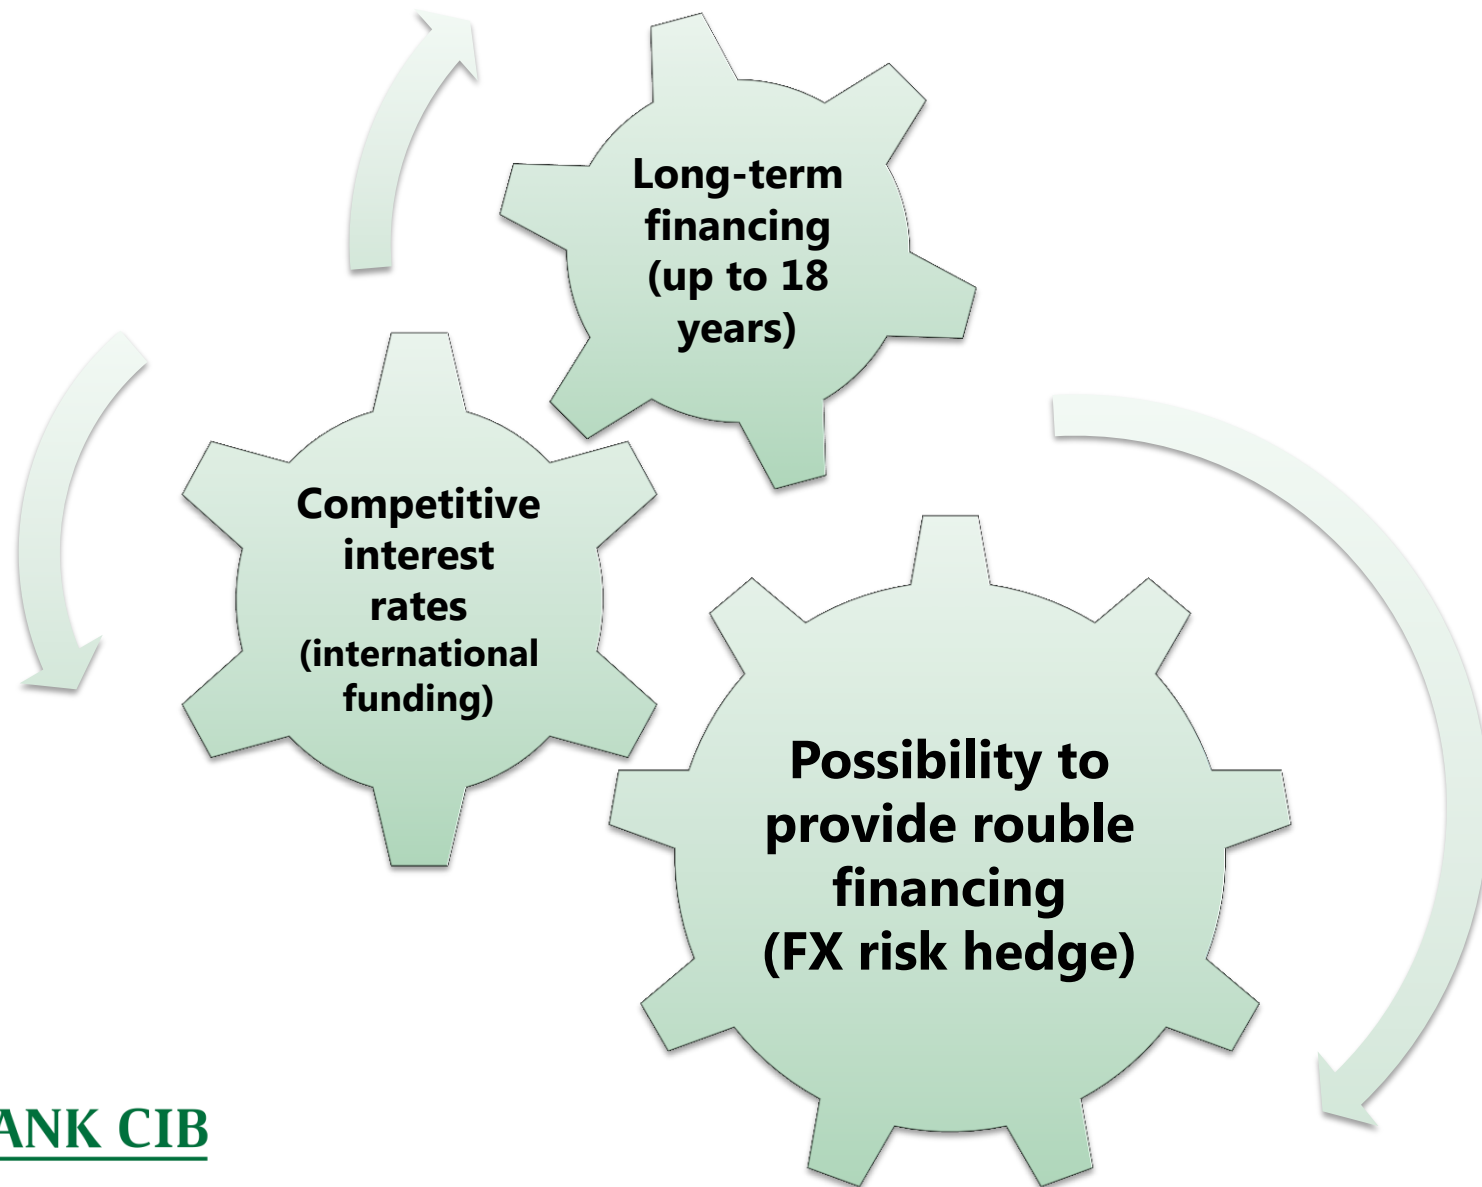 Long-term
financing
(up to 18
years)
Competitive
interest
rates
(international
funding)
Possibility to
provide rouble
financing
(FX risk hedge)
ANK CIB